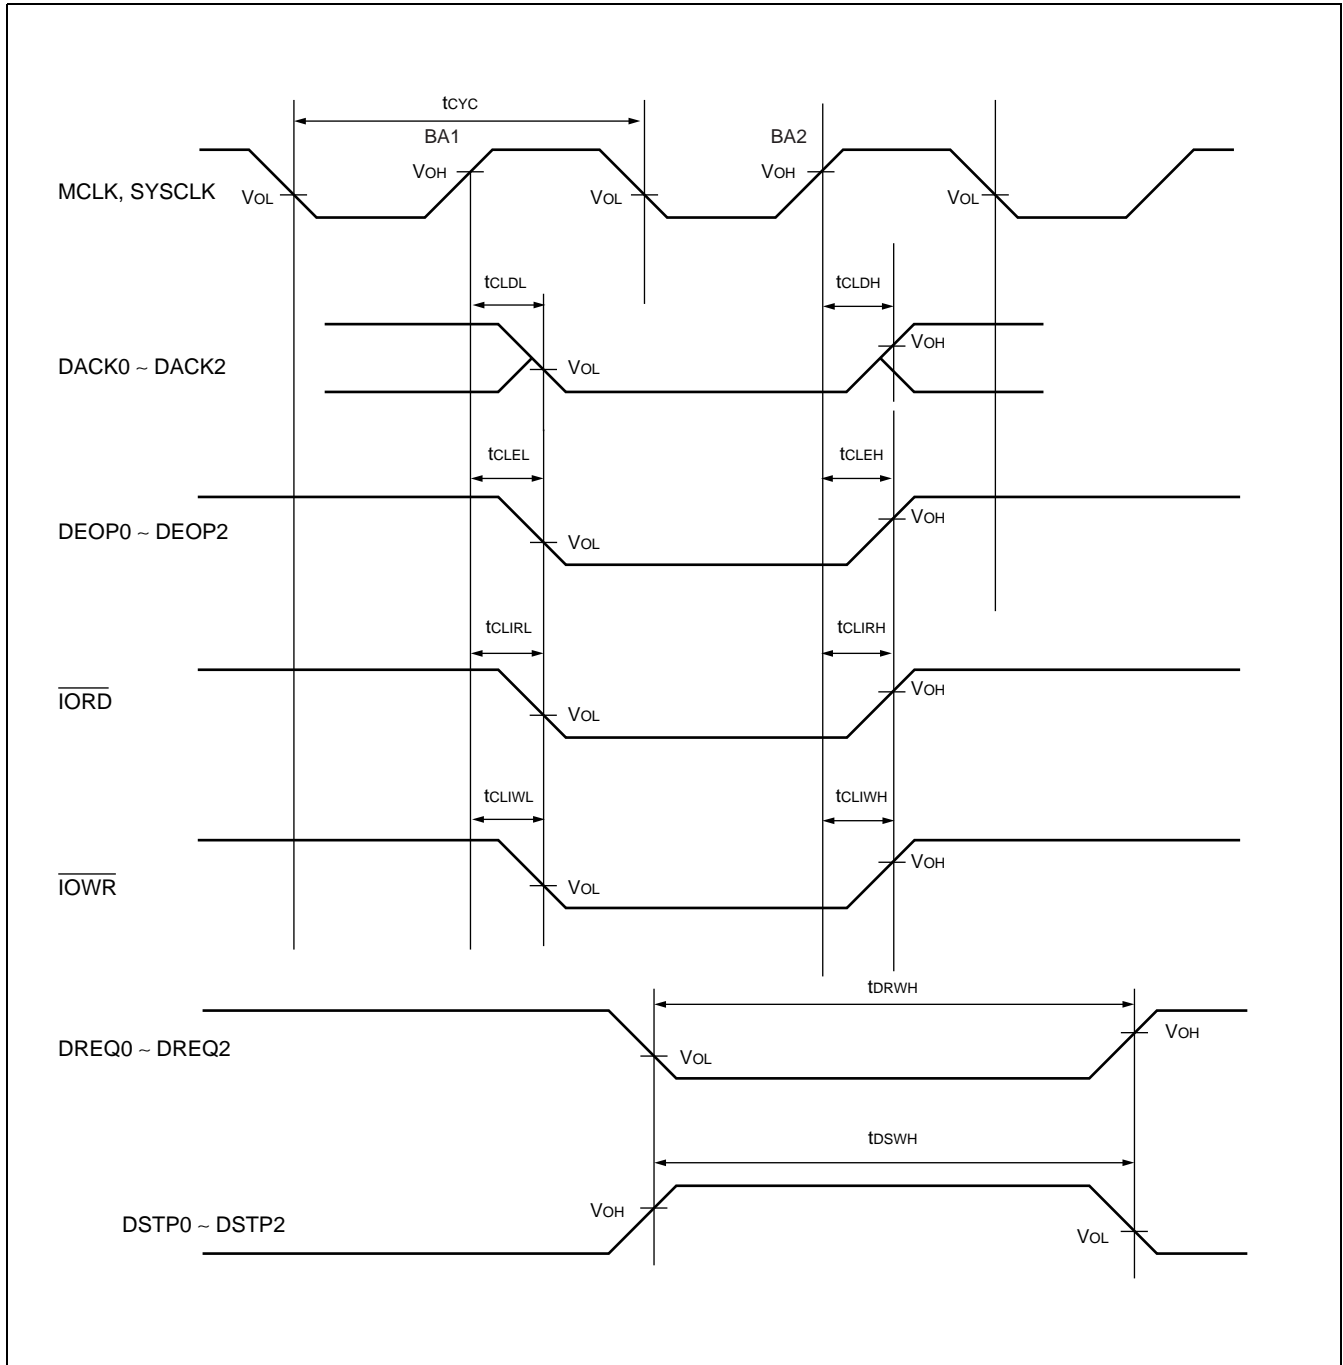 tCYC
BA1 BA2
VOH VOH
MCLK, SYSCLK VOL VOL VOL
tCLDL tCLDH
VOH
DACK0 ~ DACK2 VOL
tCLEL tCLEH
VOH
DEOP0 ~ DEOP2 VOL
tCLIRL tCLIRH
VOH
IORD VOL
tCLIWL tCLIWH
VOH
IOWR VOL
tDRWH
VOH
DREQ0 ~ DREQ2 VOL
tDSWH
VOH
DSTP0 ~ DSTP2 VOL